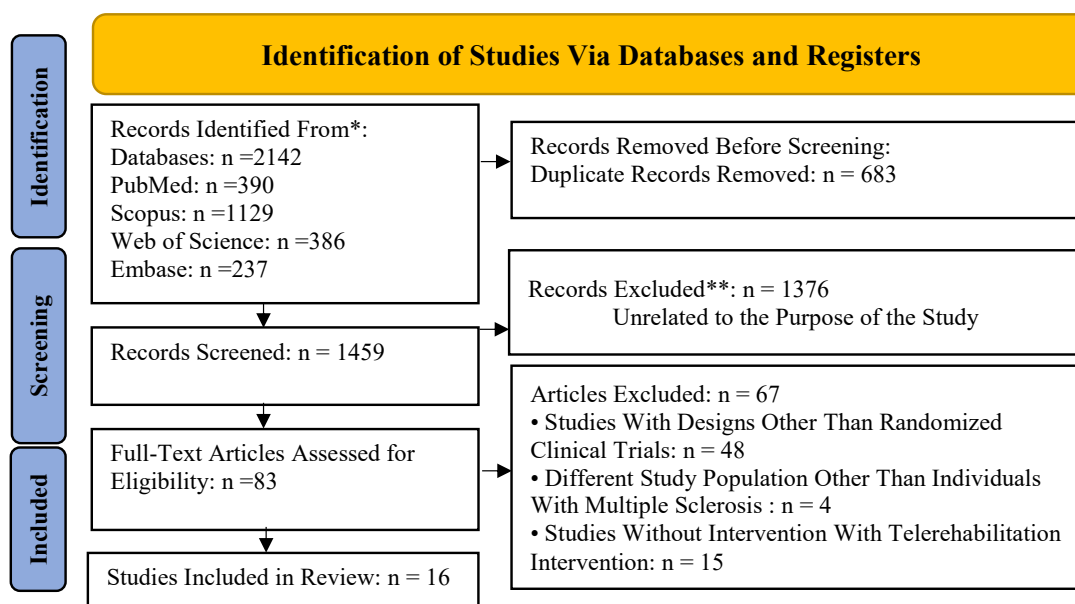 Identification of Studies Via Databases and Registers
Identification
Records Identified From*:
Databases: n =2142
PubMed: n =390
Scopus: n =1129
Web of Science: n =386
Embase: n =237
Records Removed Before Screening:
Duplicate Records Removed: n = 683
Screening
Records Excluded**: n = 1376
Unrelated to the Purpose of the Study
Records Screened: n = 1459
Full-Text Articles Assessed for
Eligibility: n =83
Articles Excluded: n = 67
• Studies With Designs Other Than Randomized
Clinical Trials: n = 48
• Different Study Population Other Than Individuals
With Multiple Sclerosis : n = 4
• Studies Without Intervention With Telerehabilitation
Intervention: n = 15
Included
Studies Included in Review: n = 16